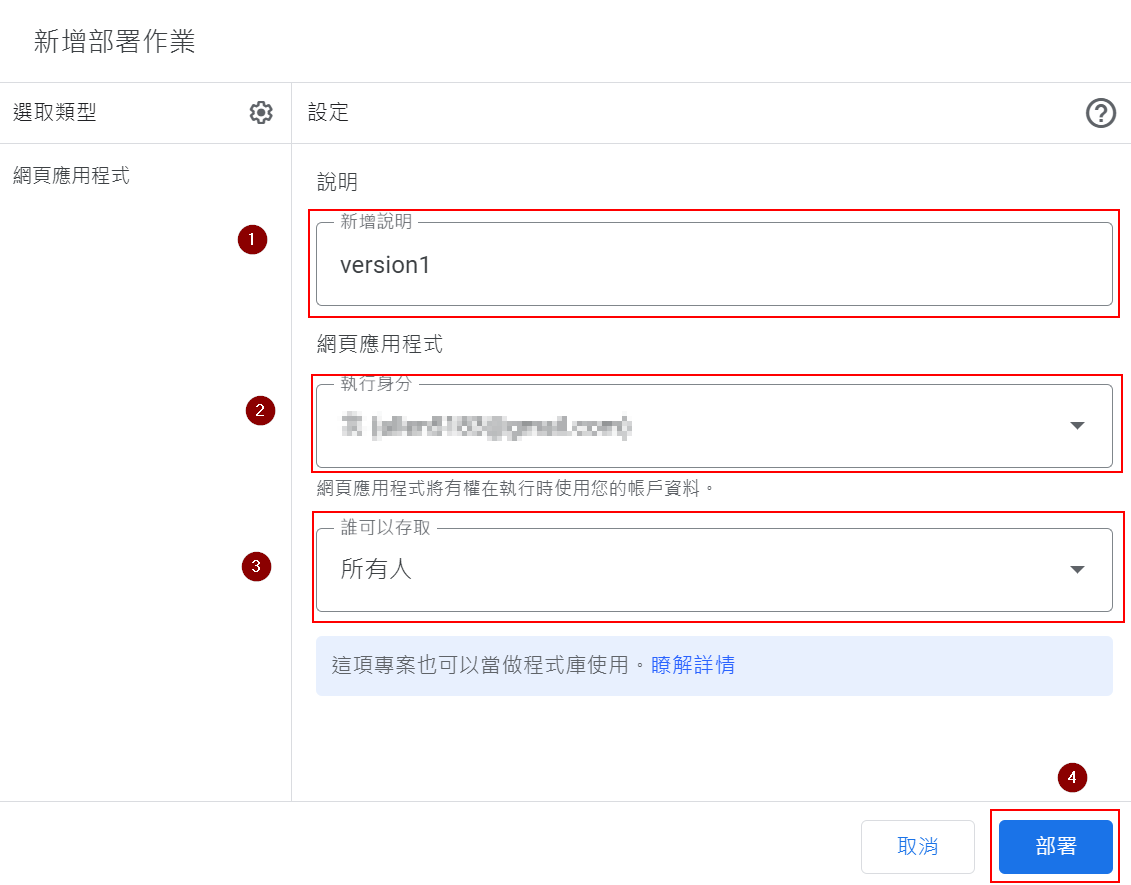 新增部署作業
選取類型
設定
網頁應用程式
說明
1
新增說明
version1
網頁應用程式
2
執行身分
網頁應用程式將有權在執行時使用您的帳戶資料。
3
誰可以存取
所有人
這項專案也可以當做程式庫使用。瞭解詳情
4
取消
部署